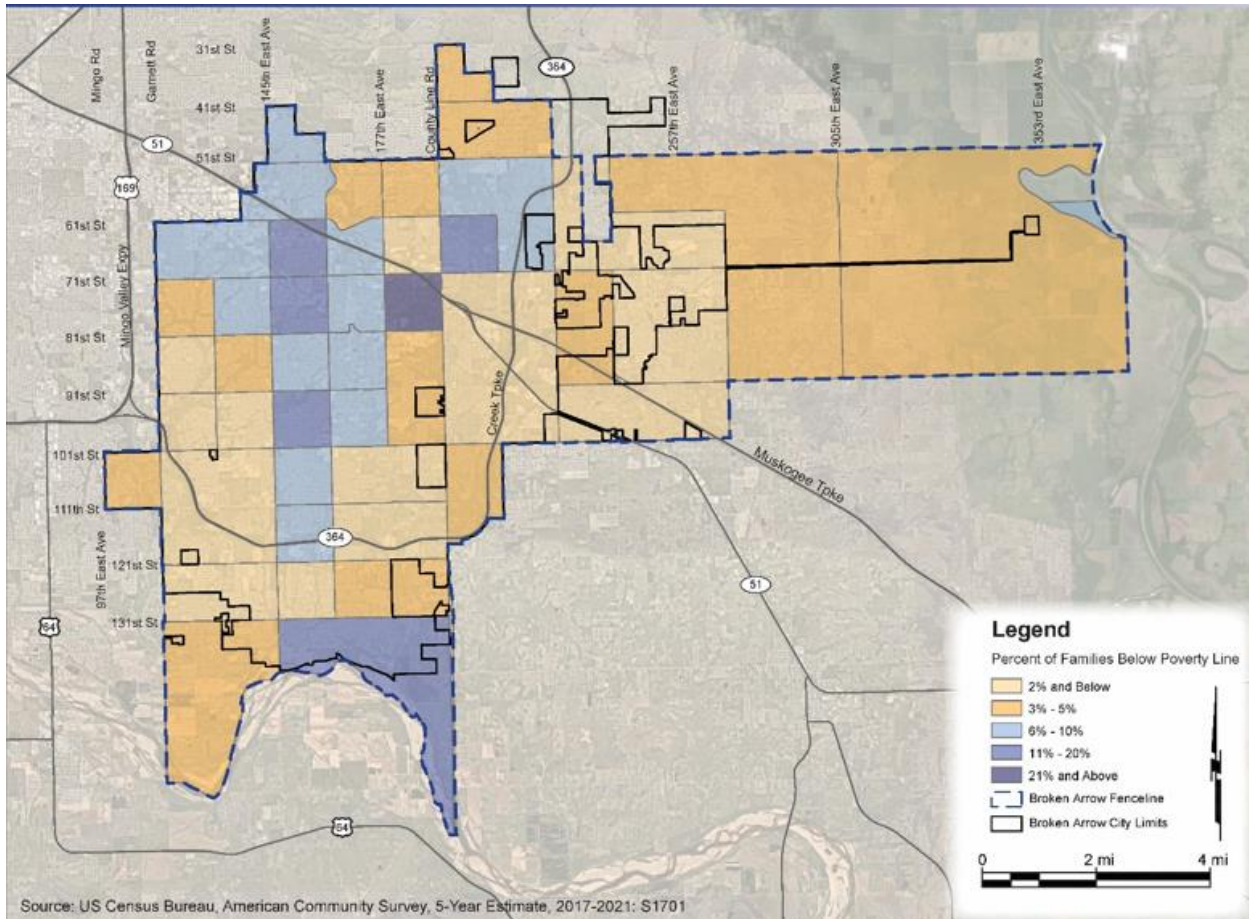 31st St
41st St
51st St
61st St
71st St
81st St
91st St
101st St
111th St
121st St
131st St
Mingo Rd
Garnett Rd
145th East Ave
177th East Ave
County Line Rd
257th East Ave
305th East Ave
353rd East Ave
Mingo Valley Expy
97th East Ave
Creek Tpke
Muskogee Tpke
364
51
169
364
51
64
64
Legend
Percent of Families Below Poverty Line
2% and Below
3% - 5%
6% - 10%
11% - 20%
21% and Above
Broken Arrow Fenceline
Broken Arrow City Limits
0 2 mi 4 mi
Source: US Census Bureau, American Community Survey, 5-Year Estimate, 2017-2021: S1701